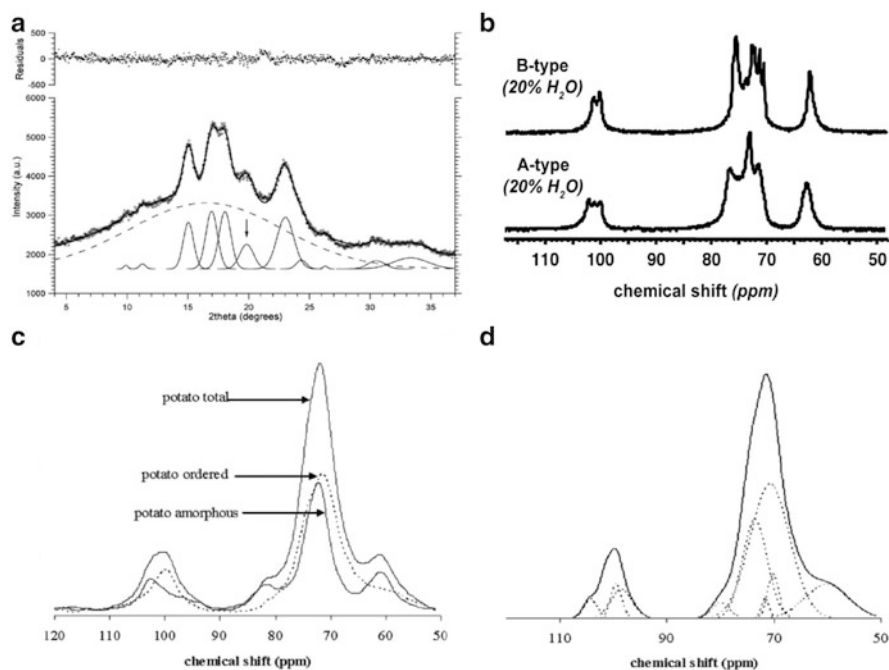 a
500
0
-500
Residuals
6000
5000
4000
3000
2000
1000
Intensity (a.u.)
5 10 15 20 25 30 35
2theta (degrees)
b
B-type
(20% H₂O)
A-type
(20% H₂O)
110 100 90 80 70 60 50
chemical shift (ppm)
c
potato total
potato ordered
potato amorphous
120 110 100 90 80 70 60 50
chemical shift (ppm)
d
110 90 70 50
chemical shift (ppm)